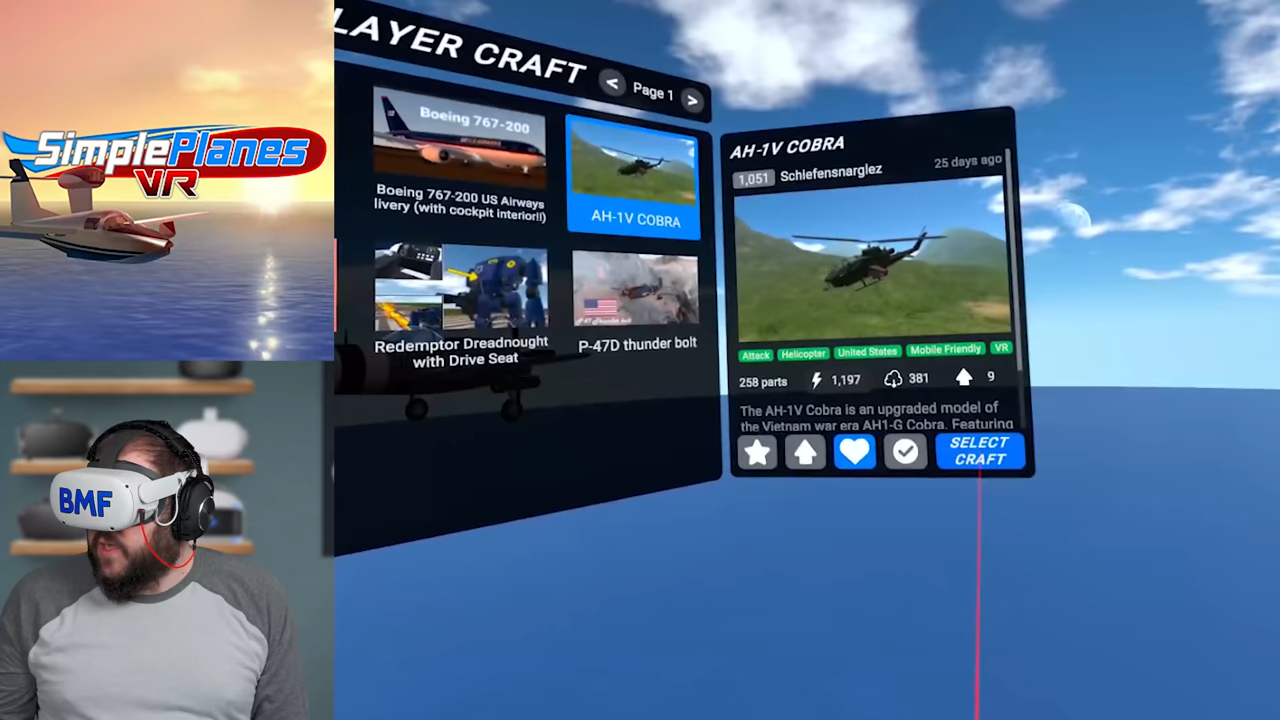 SimplePlanes
VR
BMF
LAYER CRAFT
<
Page 1
>
Boeing 767-200
Boeing 767-200 US Airways
livery (with cockpit interior!!)
AH-1V COBRA
Redemptor Dreadnought
with Drive Seat
P-47D thunder bolt
AH-1V COBRA
1,051 Schiefensnarglez
25 days ago
Attack Helicopter United States Mobile Friendly VR
258 parts 1,197 381 9
The AH-1V Cobra is an upgraded model of
the Vietnam war era AH1-G Cobra. Featuring
SELECT
CRAFT